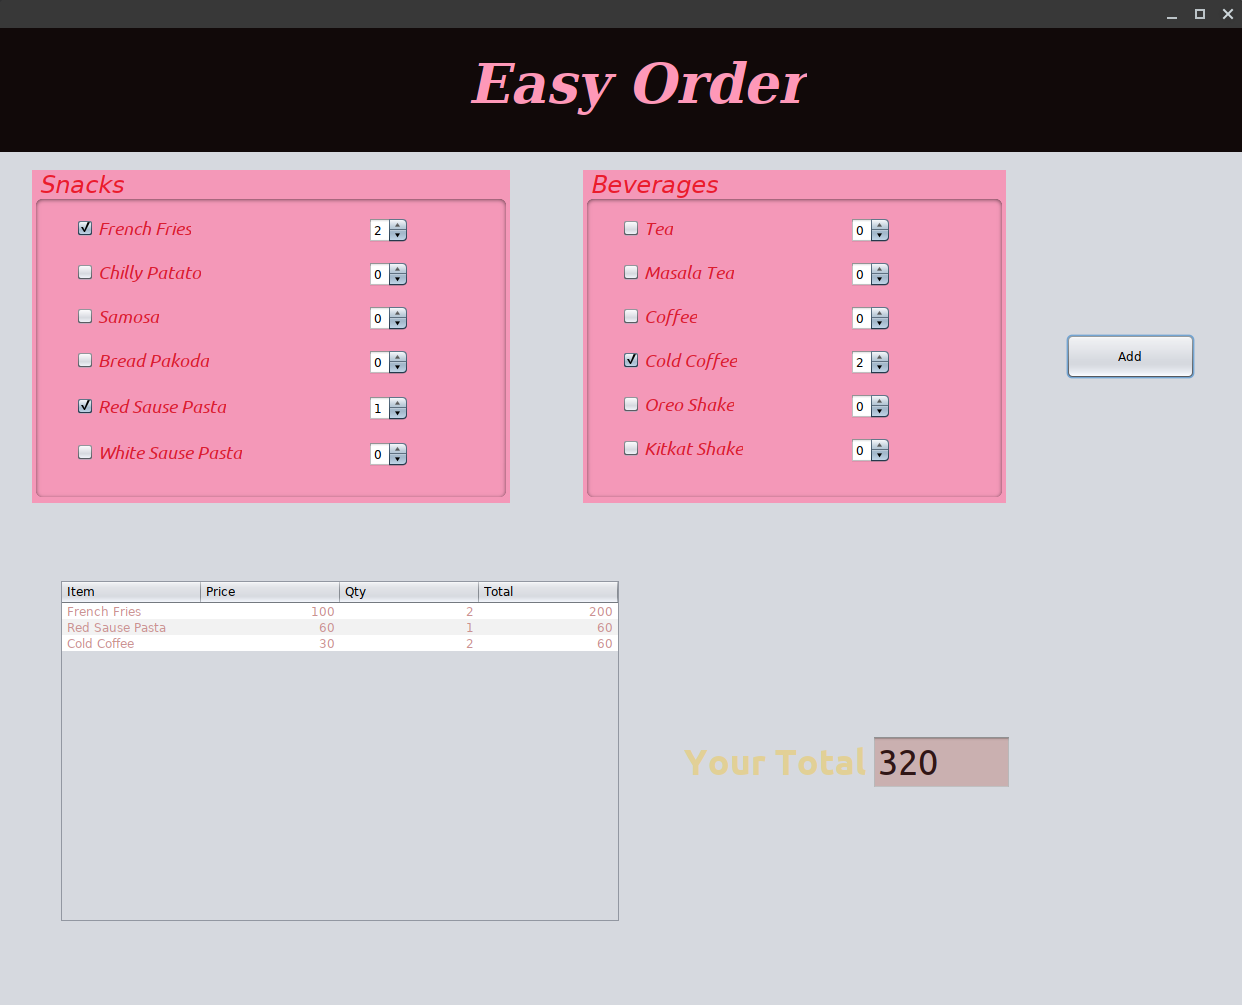 Easy Order
Snacks
French Fries 2
Chilly Patato 0
Samosa 0
Bread Pakoda 0
Red Sause Pasta 1
White Sause Pasta 0
Beverages
Tea 0
Masala Tea 0
Coffee 0
Cold Coffee 2
Oreo Shake 0
Kitkat Shake 0
Add
Item Price Qty Total
French Fries 100 2 200
Red Sause Pasta 60 1 60
Cold Coffee 30 2 60
Your Total 320